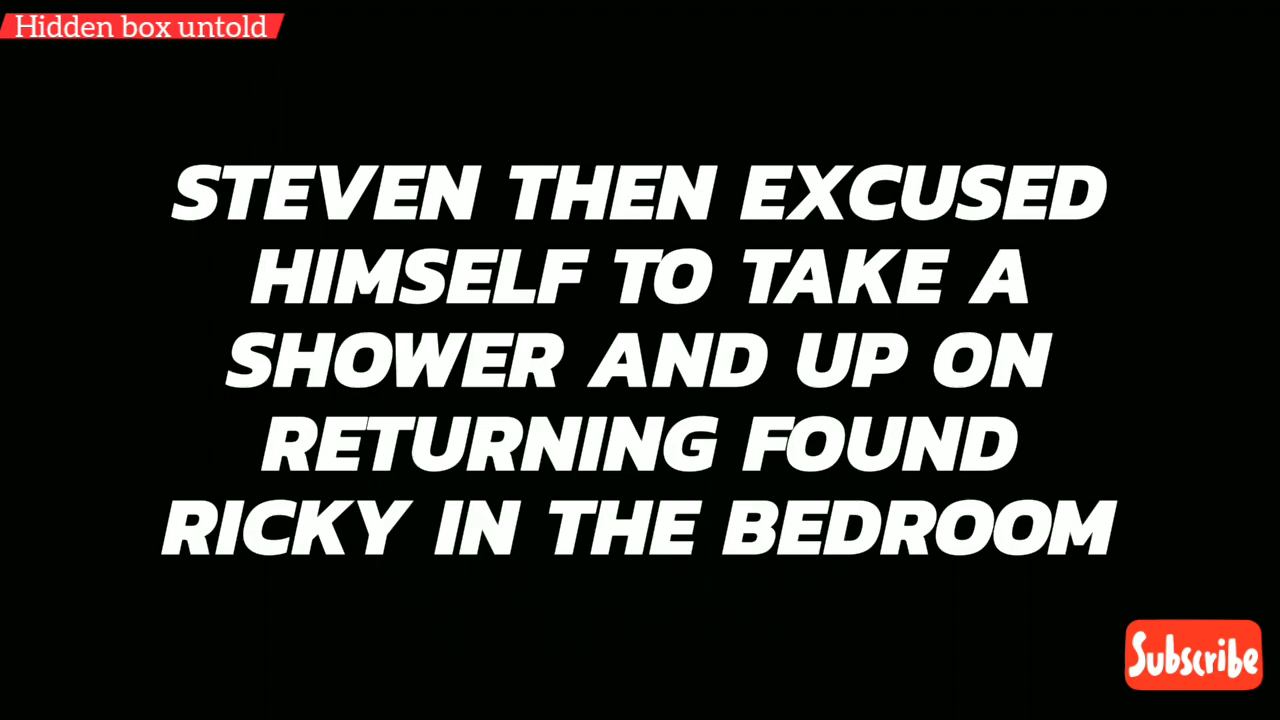 Hidden box untold
STEVEN THEN EXCUSED
HIMSELF TO TAKE A
SHOWER AND UP ON
RETURNING FOUND
RICKY IN THE BEDROOM
Subscribe